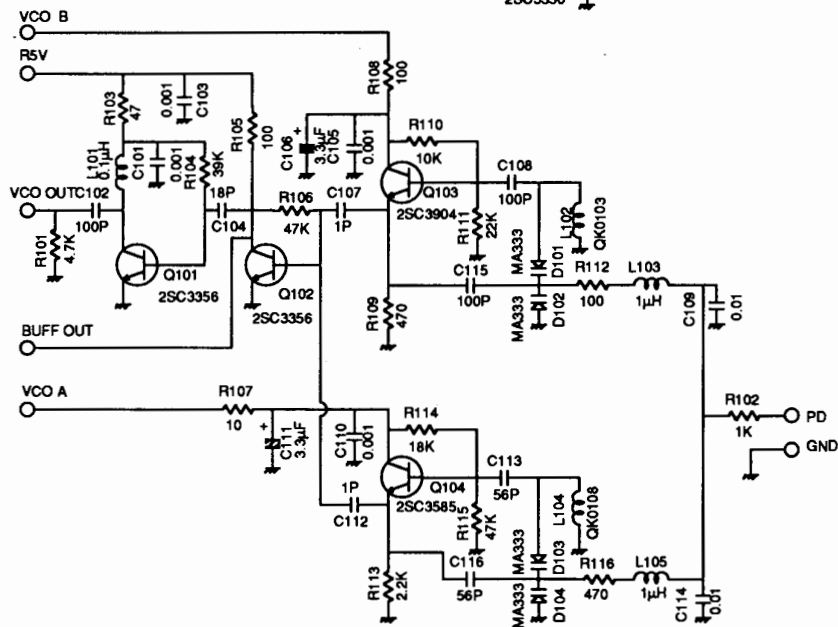 VCO B
R5V
R103
47
0.001
C103
R105
100
R108
100
C106
3.3µF
C105
0.001
R110
10K
L101
0.1µH
C101
0.001
R104
39K
Q103
2SC3904
C108
100P
VCO OUT
C102
100P
18P
C104
R106
47K
C107
1P
R111
22K
L102
QK0103
R101
4.7K
Q101
2SC3356
Q102
2SC3356
MA333
D101
C115
100P
R112
100
L103
1µH
MA333
D102
C109
0.01
R109
470
BUFF OUT
VCO A
R107
10
C111
3.3µF
C110
0.001
R114
18K
R102
1K
PD
GND
Q104
2SC3585
C113
56P
1P
C112
R115
47K
L104
QK0108
MA333
D103
R113
2.2K
C116
56P
R116
470
L105
1µH
MA333
D104
C114
0.01